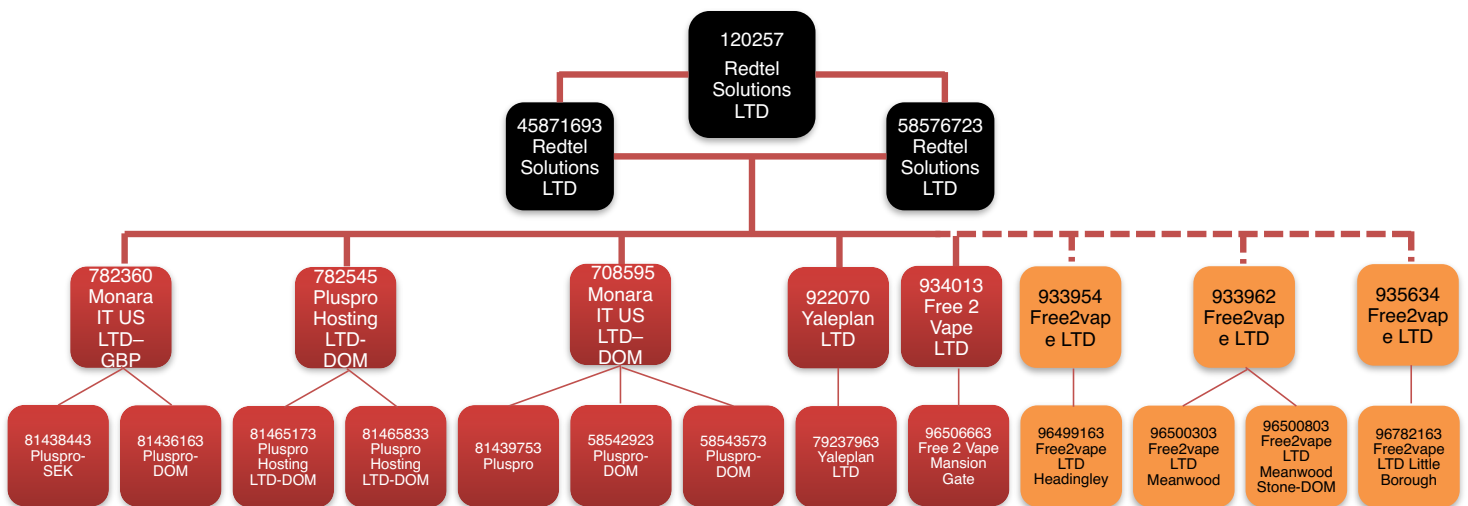 120257
Redtel
Solutions
LTD
45871693
Redtel
Solutions
LTD
58576723
Redtel
Solutions
LTD
782360
Monara
IT US
LTD–
GBP
782545
Pluspro
Hosting
LTD-
DOM
708595
Monara
IT US
LTD–
DOM
922070
Yaleplan
LTD
934013
Free 2
Vape
LTD
933954
Free2vap
e LTD
933962
Free2vap
e LTD
935634
Free2vap
e LTD
81438443
Pluspro-
SEK
81436163
Pluspro-
DOM
81465173
Pluspro
Hosting
LTD-DOM
81465833
Pluspro
Hosting
LTD-DOM
81439753
Pluspro
58542923
Pluspro-
DOM
58543573
Pluspro-
DOM
79237963
Yaleplan
LTD
96506663
Free 2 Vape
Mansion
Gate
96499163
Free2vape
LTD
Headingley
96500303
Free2vape
LTD
Meanwood
96500803
Free2vape
LTD
Meanwood
Stone-DOM
96782163
Free2vape
LTD Little
Borough